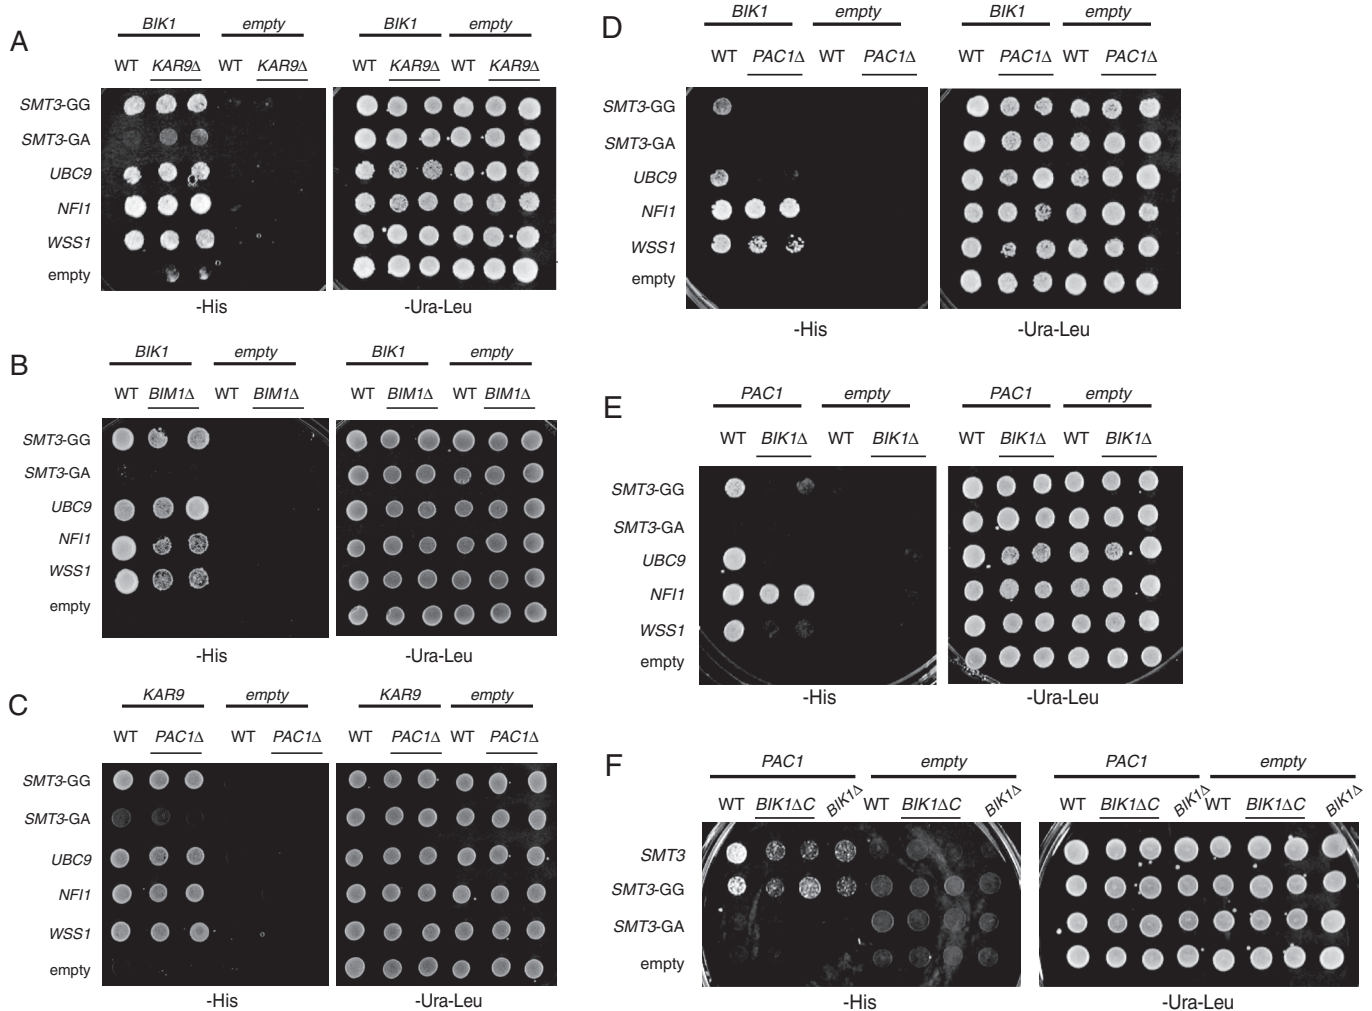 A
BIK1 empty BIK1 empty
WT KAR9Δ WT KAR9Δ WT KAR9Δ WT KAR9Δ
SMT3-GG
SMT3-GA
UBC9
NFI1
WSS1
empty
-His -Ura-Leu
B
BIK1 empty BIK1 empty
WT BIM1Δ WT BIM1Δ WT BIM1Δ WT BIM1Δ
SMT3-GG
SMT3-GA
UBC9
NFI1
WSS1
empty
-His -Ura-Leu
C
KAR9 empty KAR9 empty
WT PAC1Δ WT PAC1Δ WT PAC1Δ WT PAC1Δ
SMT3-GG
SMT3-GA
UBC9
NFI1
WSS1
empty
-His -Ura-Leu
D
BIK1 empty BIK1 empty
WT PAC1Δ WT PAC1Δ WT PAC1Δ WT PAC1Δ
SMT3-GG
SMT3-GA
UBC9
NFI1
WSS1
empty
-His -Ura-Leu
E
PAC1 empty PAC1 empty
WT BIK1Δ WT BIK1Δ WT BIK1Δ WT BIK1Δ
SMT3-GG
SMT3-GA
UBC9
NFI1
WSS1
empty
-His -Ura-Leu
F
PAC1 empty PAC1 empty
WT BIK1ΔC BIK1Δ WT BIK1ΔC BIK1Δ WT BIK1ΔC BIK1Δ WT BIK1ΔC BIK1Δ
SMT3
SMT3-GG
SMT3-GA
empty
-His -Ura-Leu